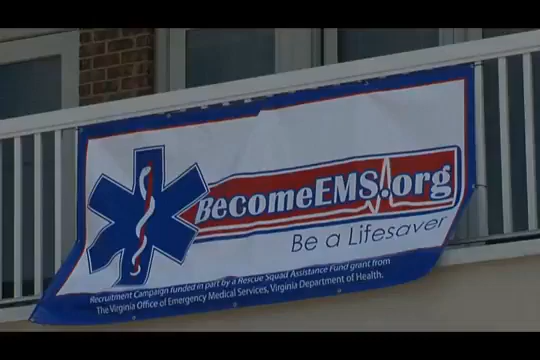 BecomeEMS.org
Be a Lifesaver
Recruitment Campaign funded in part by a Rescue Squad Assistance Fund grant from
The Virginia Office of Emergency Medical Services, Virginia Department of Health.